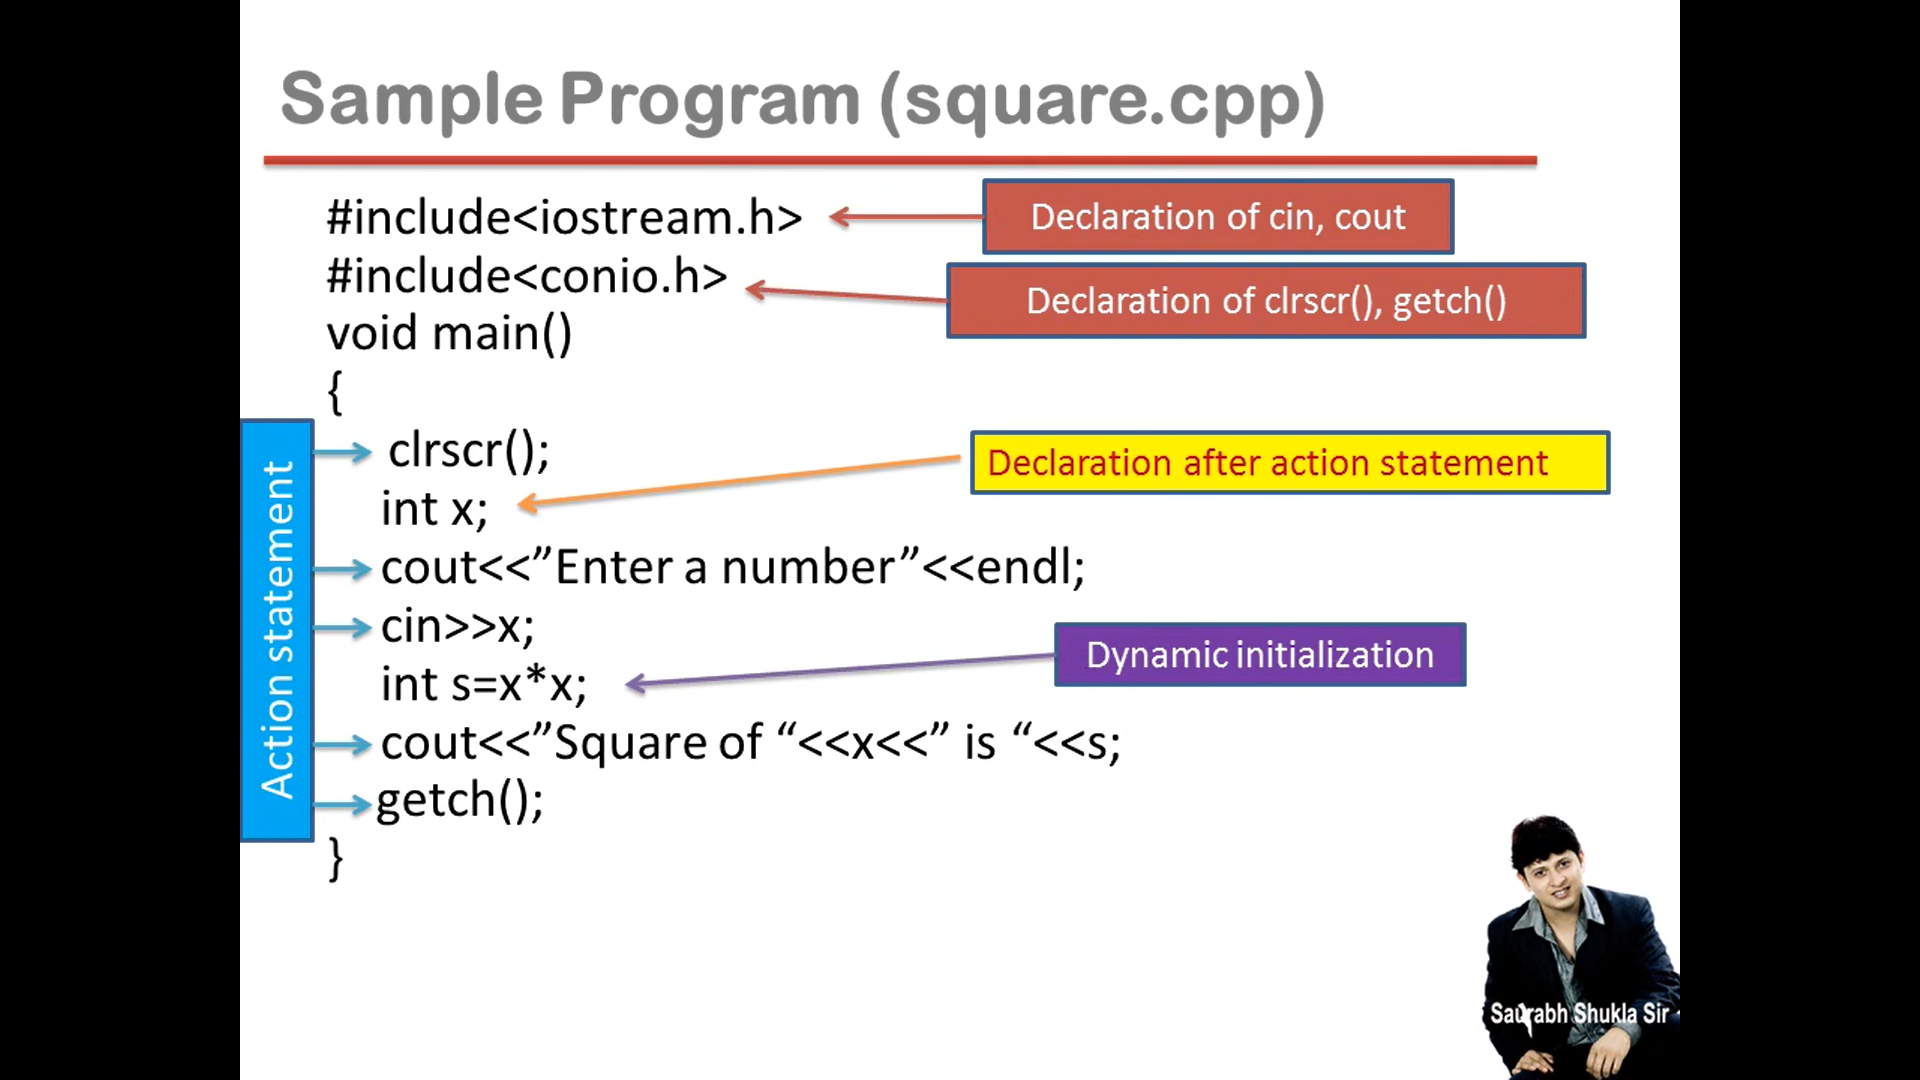 Sample Program (square.cpp)
#include<iostream.h>
Declaration of cin, cout
#include<conio.h>
Declaration of clrscr(), getch()
void main()
{
clrscr();
Declaration after action statement
int x;
cout<<”Enter a number”<<endl;
cin>>x;
Dynamic initialization
int s=x*x;
cout<<”Square of “<<x<<” is “<<s;
getch();
}
Action statement
Saurabh Shukla Sir